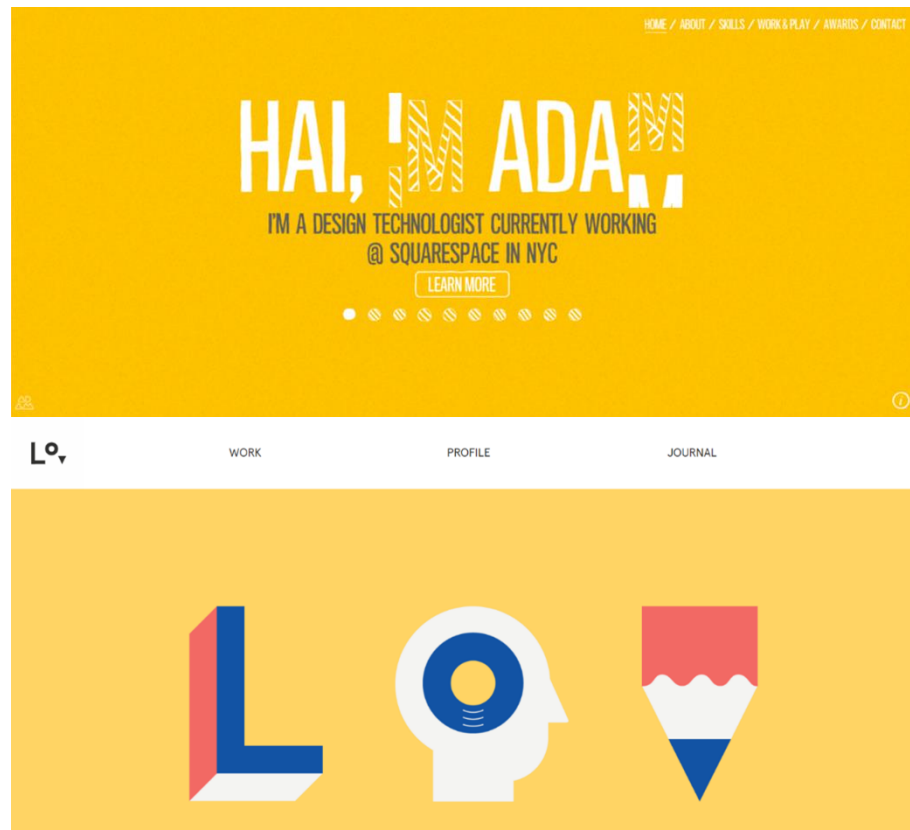 HOME / ABOUT / SKILLS / WORK & PLAY / AWARDS / CONTACT
HAI, I'M ADAM
I'M A DESIGN TECHNOLOGIST CURRENTLY WORKING
@ SQUARESPACE IN NYC
LEARN MORE
i
Lo
WORK
PROFILE
JOURNAL
L